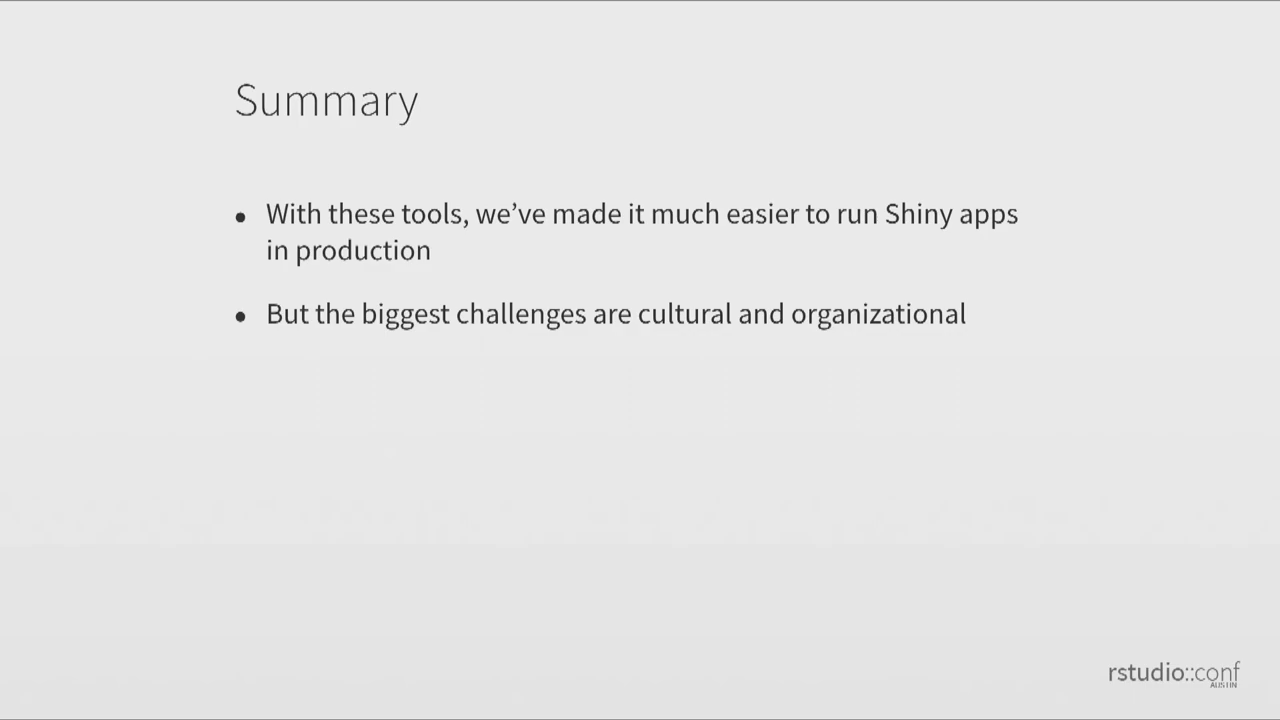 Summary
• With these tools, we’ve made it much easier to run Shiny apps
in production
• But the biggest challenges are cultural and organizational
rstudio::conf
AUSTIN